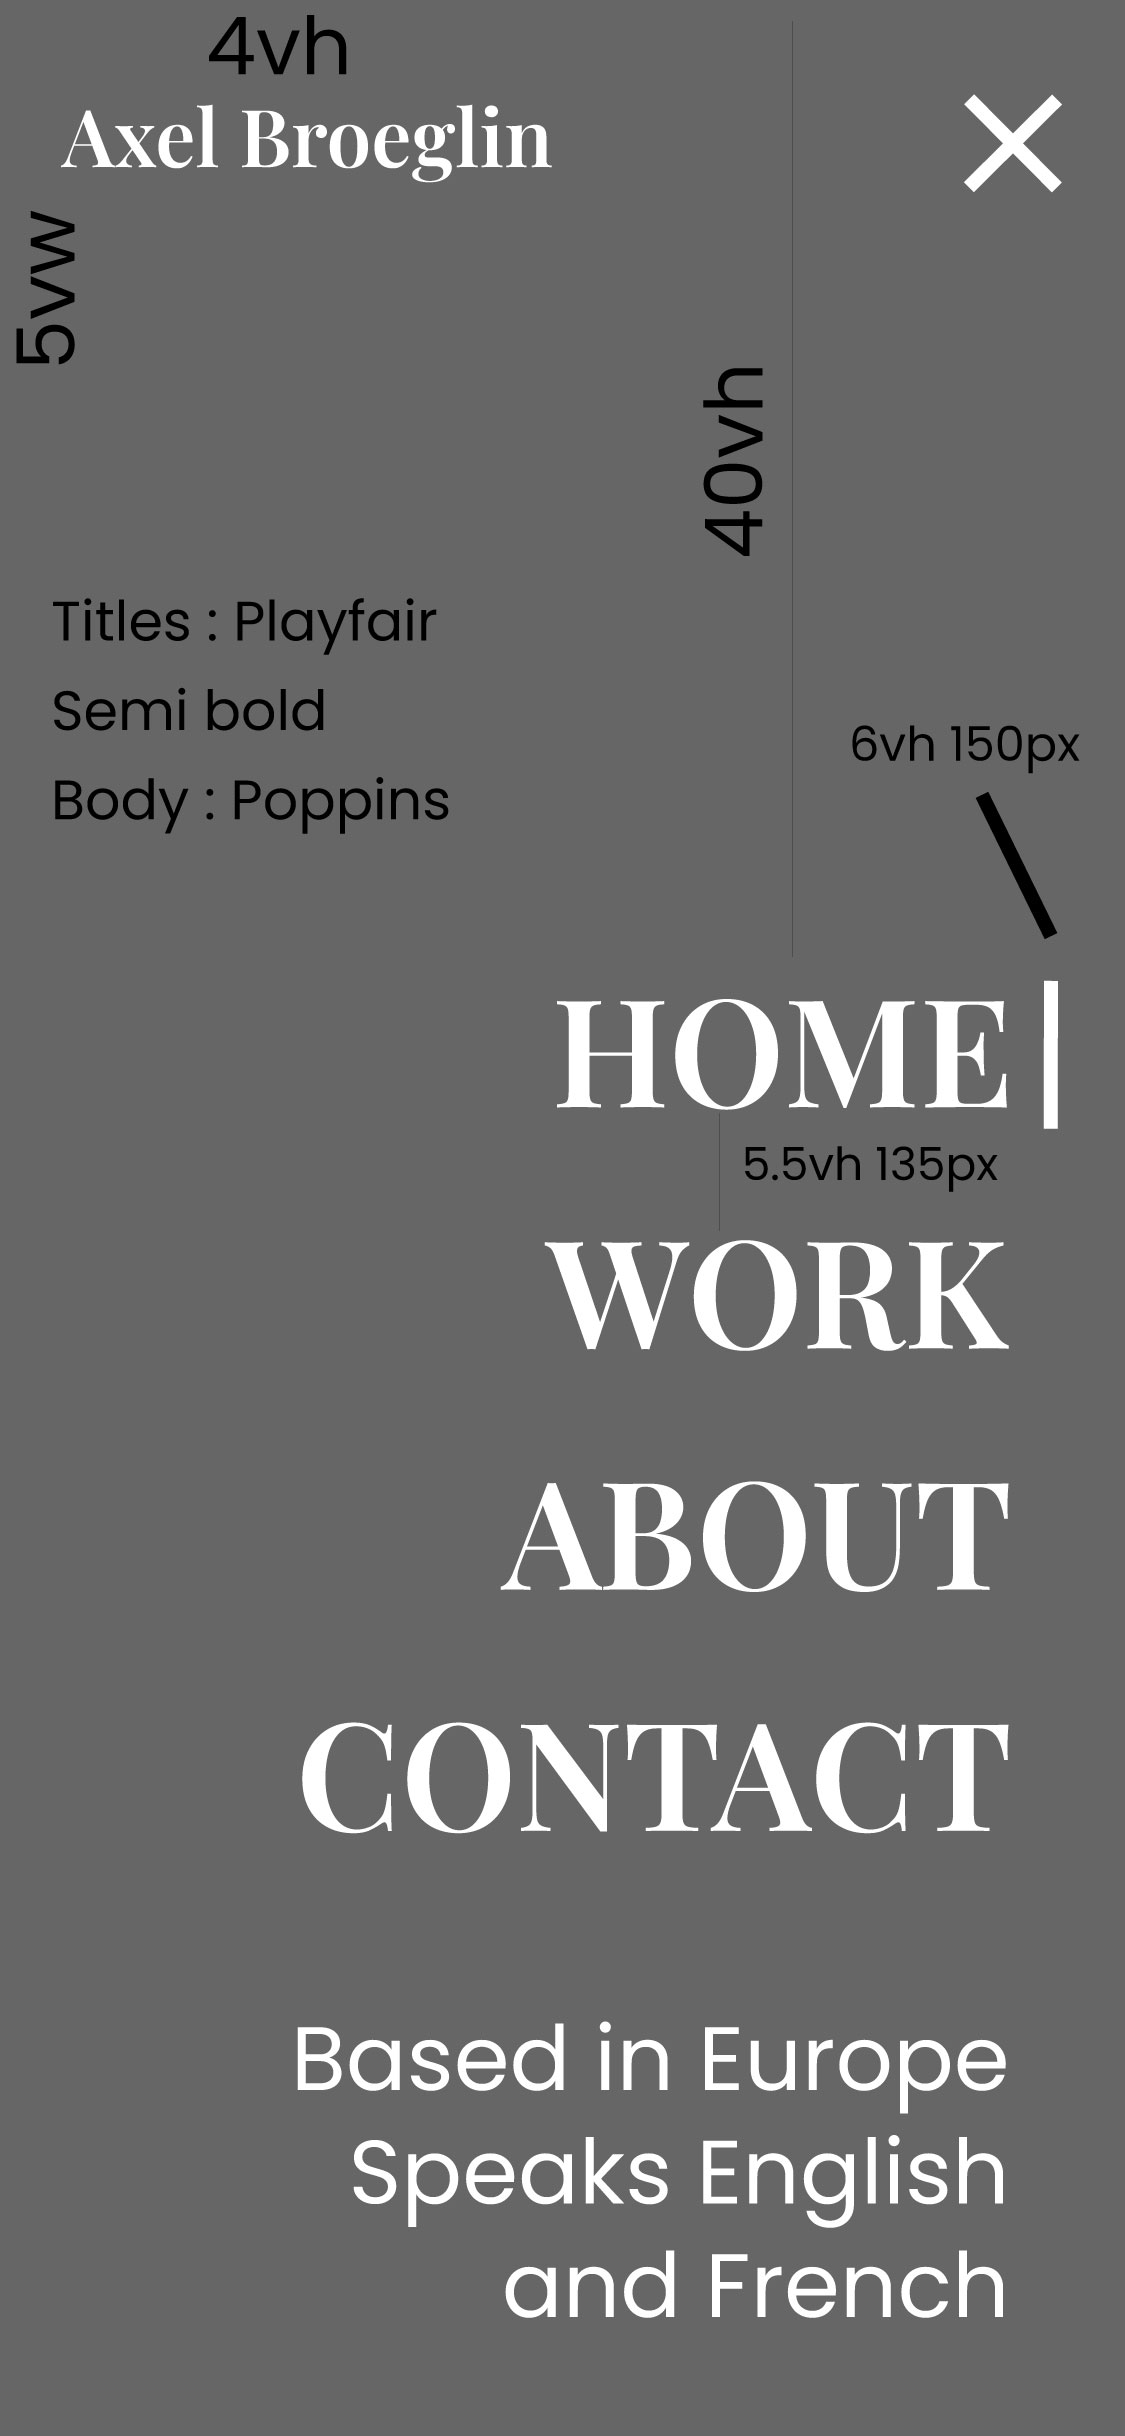 4vh
Axel Broeglin
5vw
40vh
Titles : Playfair
Semi bold
Body : Poppins
6vh 150px
HOME
5.5vh 135px
WORK
ABOUT
CONTACT
Based in Europe
Speaks English
and French